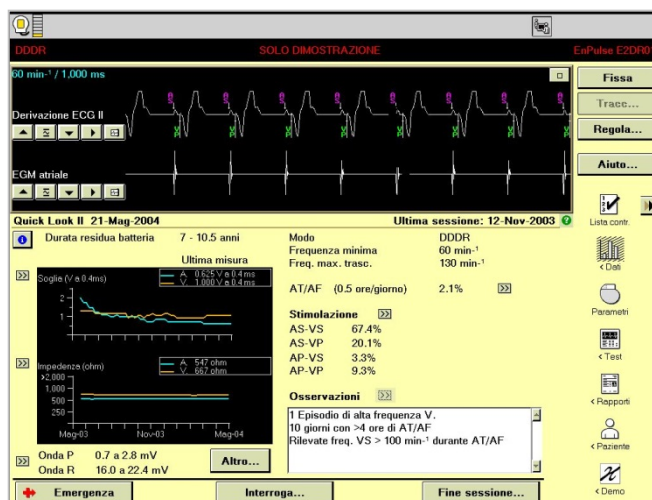 DDDR SOLO DIMOSTRAZIONE EnPulse E2DR01
60 min⁻¹ / 1,000 ms
Derivazione ECG II
EGM atriale
Fissa
Tracc...
Regola...
Aiuto...
Lista contr.
< Dati
Parametri
< Test
< Rapporti
< Paziente
< Demo
Quick Look II 21-Mag-2004 Ultima sessione: 12-Nov-2003
Durata residua batteria 7 - 10.5 anni
Ultima misura
Soglia (V a 0.4ms)
A. 0.625 V a 0.4 ms
V. 1.000 V a 0.4 ms
2
1
Impedenza (ohm)
A. 547 ohm
V. 667 ohm
>2,000
1,000
500
250
Mag-03 Nov-03 Mag-04
Onda P 0.7 a 2.8 mV
Onda R 16.0 a 22.4 mV
Altro...
Modo DDDR
Frequenza minima 60 min⁻¹
Freq. max. trasc. 130 min⁻¹
AT/AF (0.5 ore/giorno) 2.1%
Stimolazione
AS-VS 67.4%
AS-VP 20.1%
AP-VS 3.3%
AP-VP 9.3%
Osservazioni
1 Episodio di alta frequenza V.
10 giorni con >4 ore di AT/AF
Rilevate freq. VS > 100 min⁻¹ durante AT/AF
Emergenza Interroga... Fine sessione...